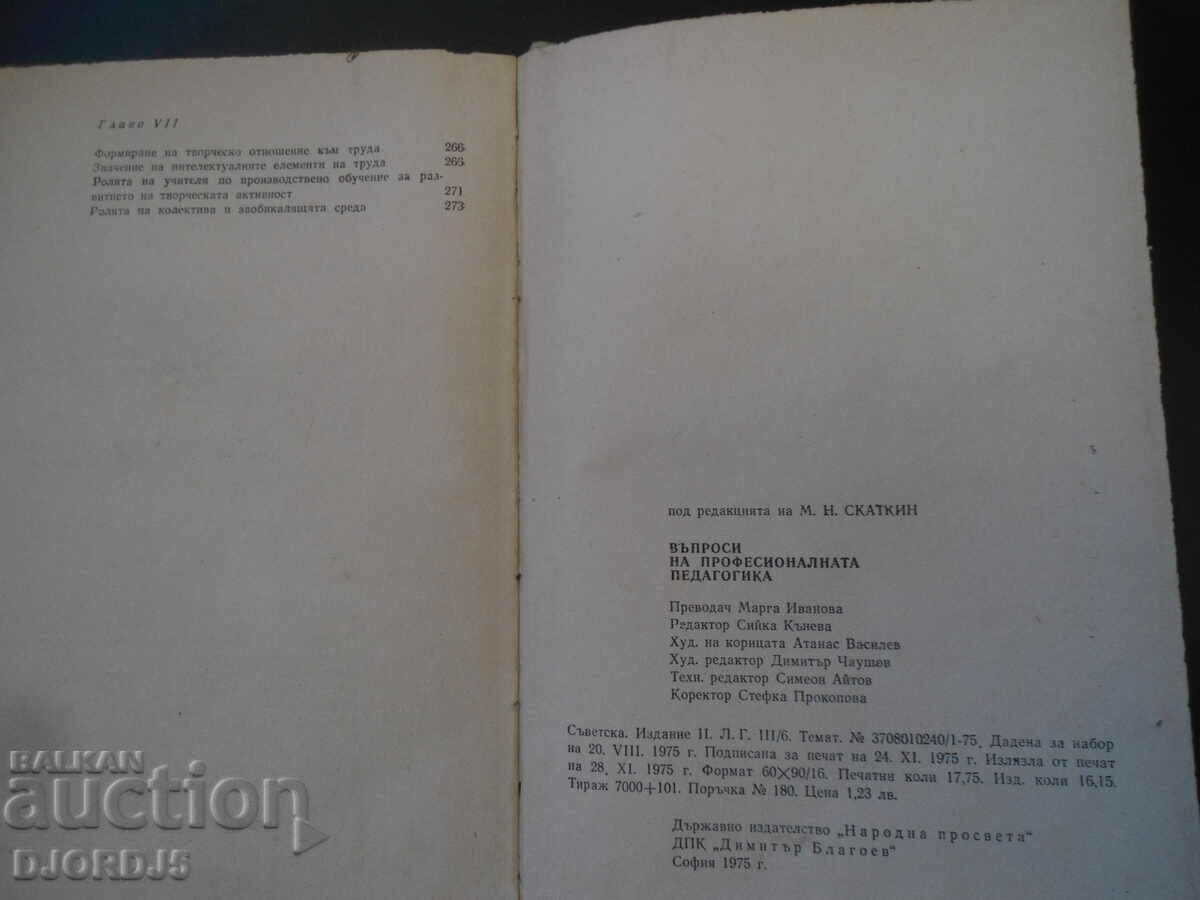 Глава VII
Формиране на творческо отношение към труда 266
Значение на интелектуалните елементи на труда 266
Ролята на учителя по производствено обучение за раз-
витието на творческата активност 271
Ролята на колектива и заобикалящата среда 273
под редакцията на М. Н. СКАТКИН
ВЪПРОСИ
НА ПРОФЕСИОНАЛНАТА
ПЕДАГОГИКА
Преводач Марга Иванова
Редактор Сийка Кънева
Худ. на корицата Атанас Василев
Худ. редактор Димитър Чаушов
Техн. редактор Симеон Айтов
Коректор Стефка Прокопова
Съветска. Издание II. Л. Г. III/6. Темат. № 3708010240/1-75. Дадена за набор
на 20. VIII. 1975 г. Подписана за печат на 24. XI. 1975 г. Излязла от печат
на 28. XI. 1975 г. Формат 60×90/16. Печатни коли 17,75. Изд. коли 16,15.
Тираж 7000+101. Поръчка № 180. Цена 1,23 лв.
Държавно издателство „Народна просвета“
ДПК „Димитър Благоев“
София 1975 г.
BALKAN
auction
DJORDJ5